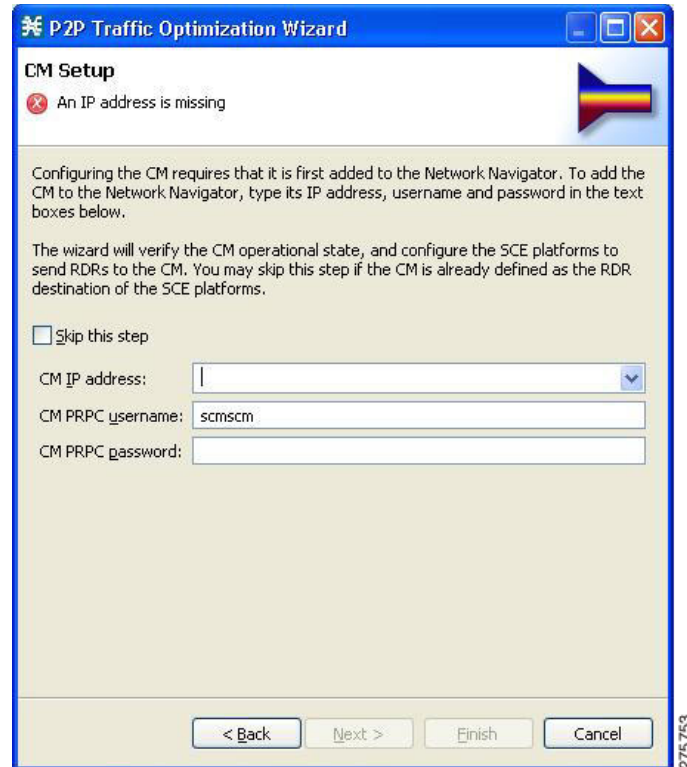 P2P Traffic Optimization Wizard
CM Setup
An IP address is missing
Configuring the CM requires that it is first added to the Network Navigator. To add the
CM to the Network Navigator, type its IP address, username and password in the text
boxes below.
The wizard will verify the CM operational state, and configure the SCE platforms to
send RDRs to the CM. You may skip this step if the CM is already defined as the RDR
destination of the SCE platforms.
Skip this step
CM IP address:
CM PRPC username: scmscm
CM PRPC password:
< Back Next > Finish Cancel
275753